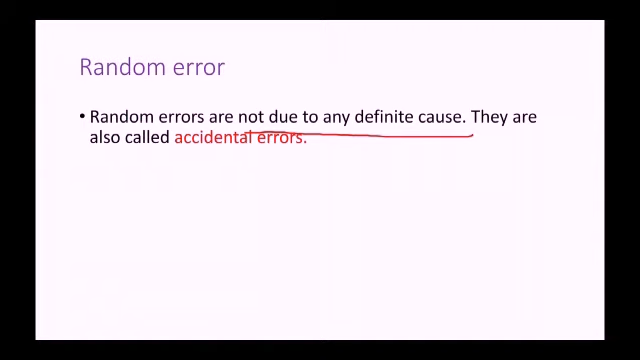 Random error
• Random errors are not due to any definite cause. They are
also called accidental errors.